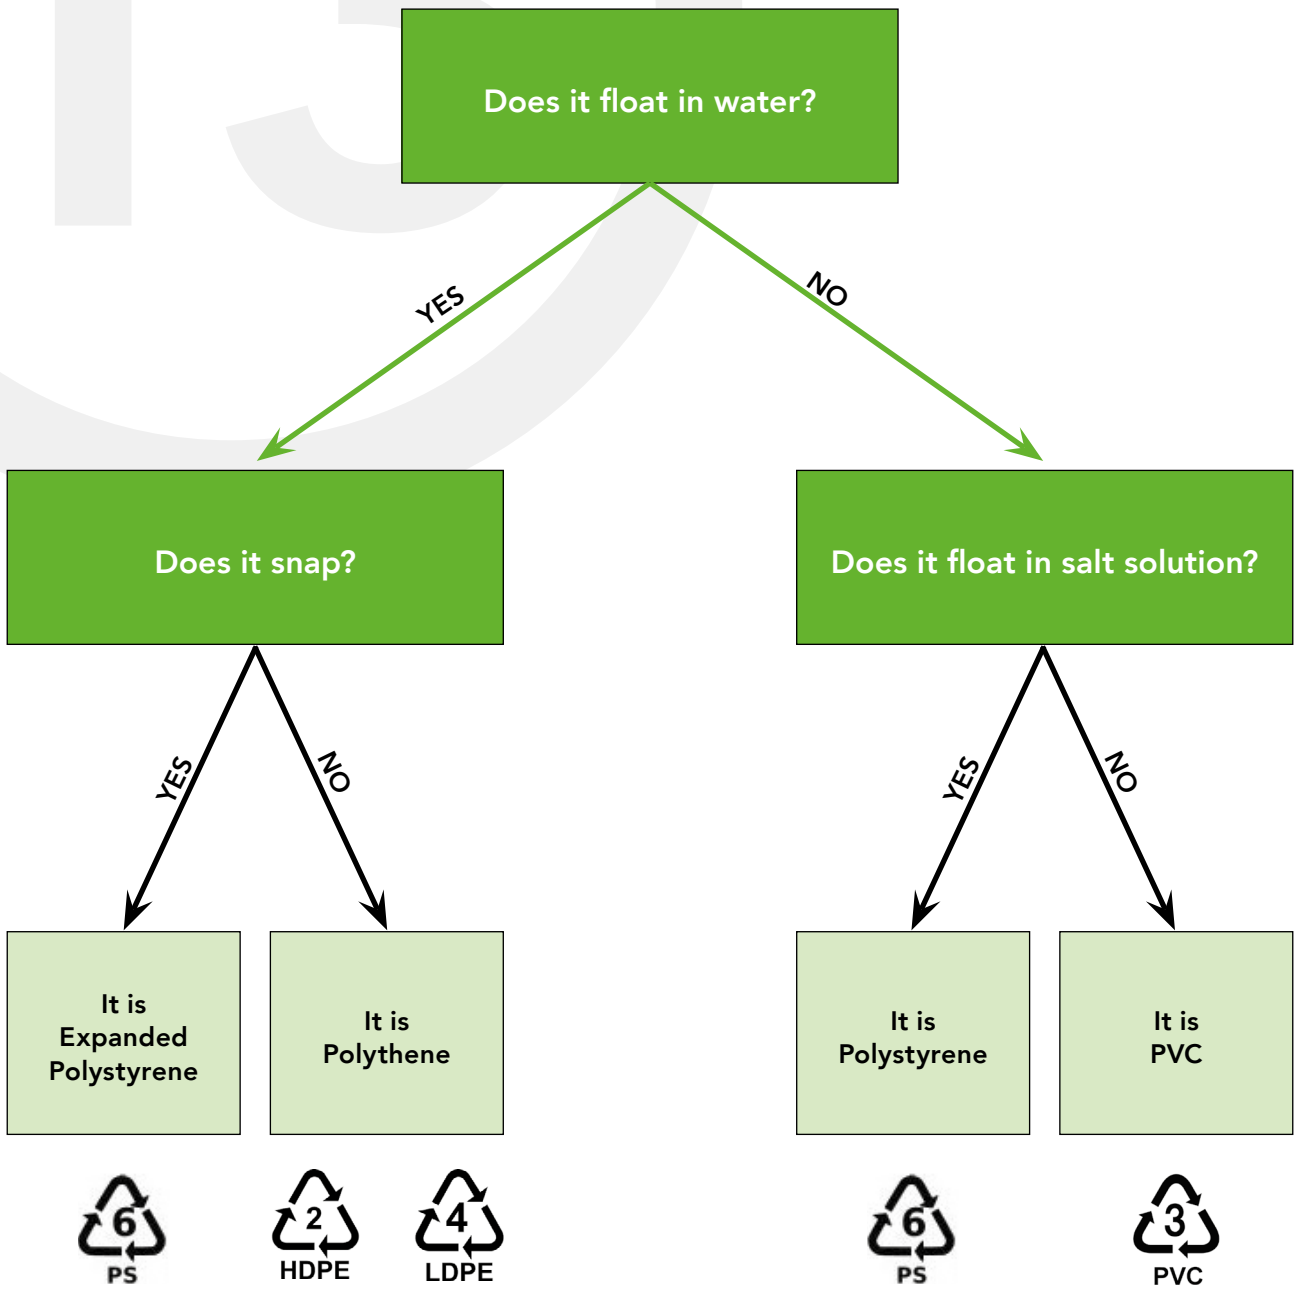 Does it float in water?
YES
NO
Does it snap?
Does it float in salt solution?
YES
NO
YES
NO
It is
Expanded
Polystyrene
It is
Polythene
It is
Polystyrene
It is
PVC
6
PS
2
HDPE
4
LDPE
6
PS
3
PVC